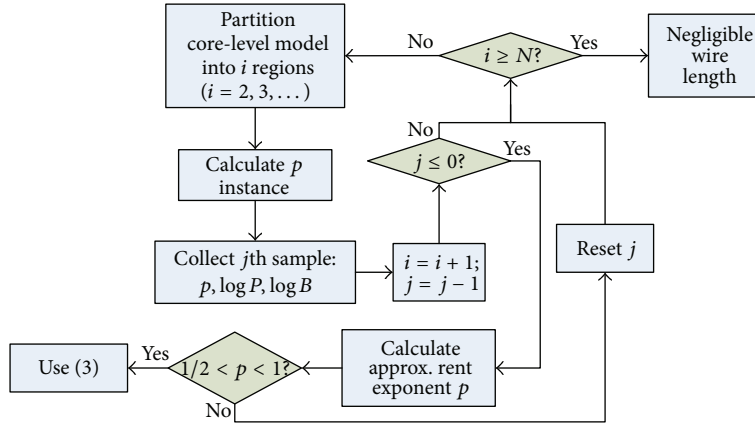 Partition
core-level model
into i regions
(i = 2, 3, . . .)
No
i ≥ N?
Yes
Negligible
wire
length
No
j ≤ 0?
Yes
Calculate p
instance
Collect jth sample:
p, log P, log B
i = i + 1;
j = j − 1
Reset j
Use (3)
Yes
1/2 < p < 1?
No
Calculate
approx. rent
exponent p